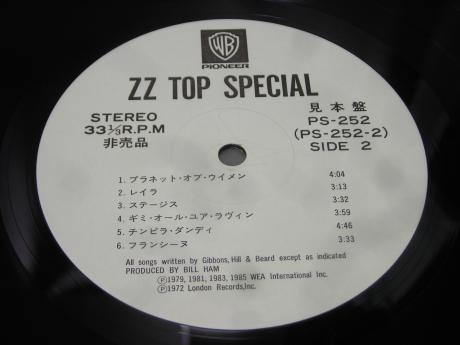 WB
PIONEER
ZZ TOP SPECIAL
STEREO
33⅓ R.P.M
非売品
見本盤
PS-252
(PS-252-2)
SIDE 2
1. プラネット・オブ・ウイメン 4:04
2. レイラ 3:13
3. ステージス 3:32
4. ギミ・オール・ユア・ラヴィン 3:59
5. チンピラ・ダンディ 4:46
6. フランシーヌ 3:33
All songs written by Gibbons, Hill & Beard except as indicated
PRODUCED BY BILL HAM
Ⓟ1979, 1981, 1983, 1985 WEA International Inc.
Ⓟ1972 London Records,Inc.